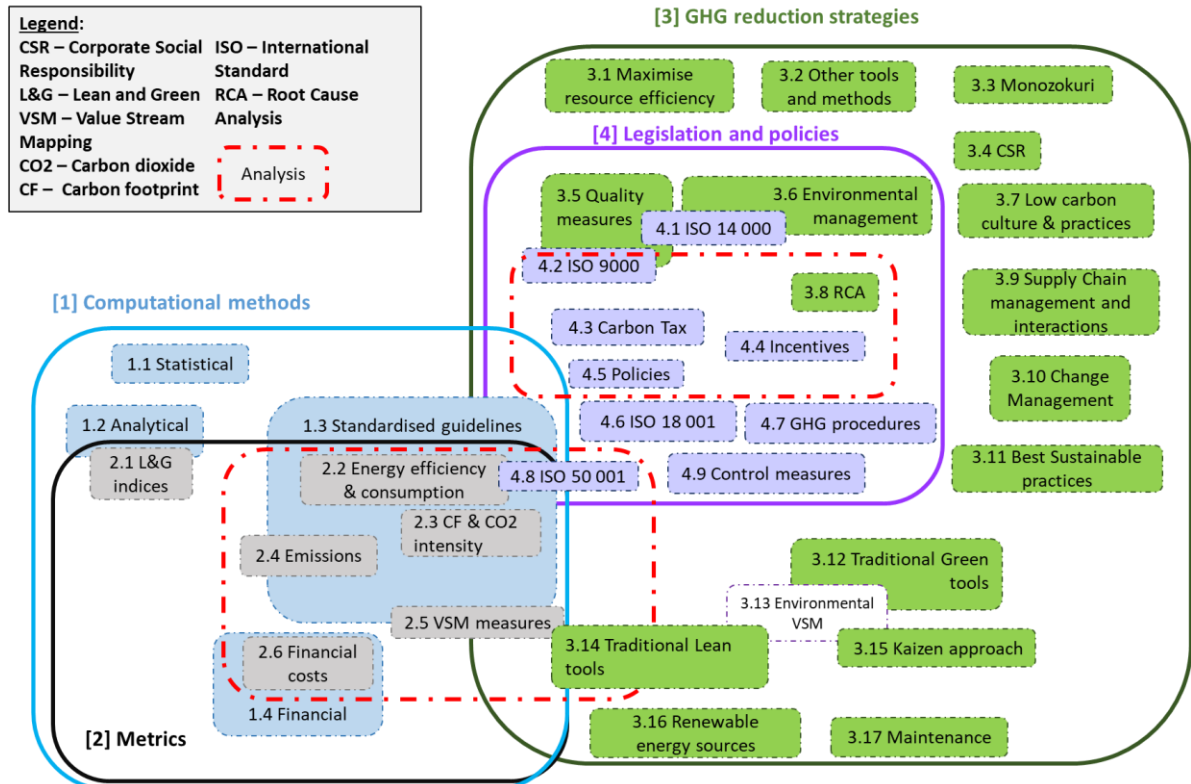 Legend:
CSR – Corporate Social
Responsibility
L&G – Lean and Green
VSM – Value Stream
Mapping
CO2 – Carbon dioxide
CF – Carbon footprint
ISO – International
Standard
RCA – Root Cause
Analysis
Analysis
[3] GHG reduction strategies
3.1 Maximise
resource efficiency
3.2 Other tools
and methods
3.3 Monozokuri
[4] Legislation and policies
3.4 CSR
3.5 Quality
measures
3.6 Environmental
management
3.7 Low carbon
culture & practices
4.1 ISO 14 000
4.2 ISO 9000
3.8 RCA
3.9 Supply Chain
management and
interactions
4.3 Carbon Tax
4.4 Incentives
4.5 Policies
3.10 Change
Management
4.6 ISO 18 001
4.7 GHG procedures
4.8 ISO 50 001
4.9 Control measures
3.11 Best Sustainable
practices
[1] Computational methods
1.1 Statistical
1.2 Analytical
1.3 Standardised guidelines
2.1 L&G
indices
2.2 Energy efficiency
& consumption
2.3 CF & CO2
intensity
2.4 Emissions
2.5 VSM measures
2.6 Financial
costs
1.4 Financial
[2] Metrics
3.12 Traditional Green
tools
3.13 Environmental
VSM
3.14 Traditional Lean
tools
3.15 Kaizen approach
3.16 Renewable
energy sources
3.17 Maintenance